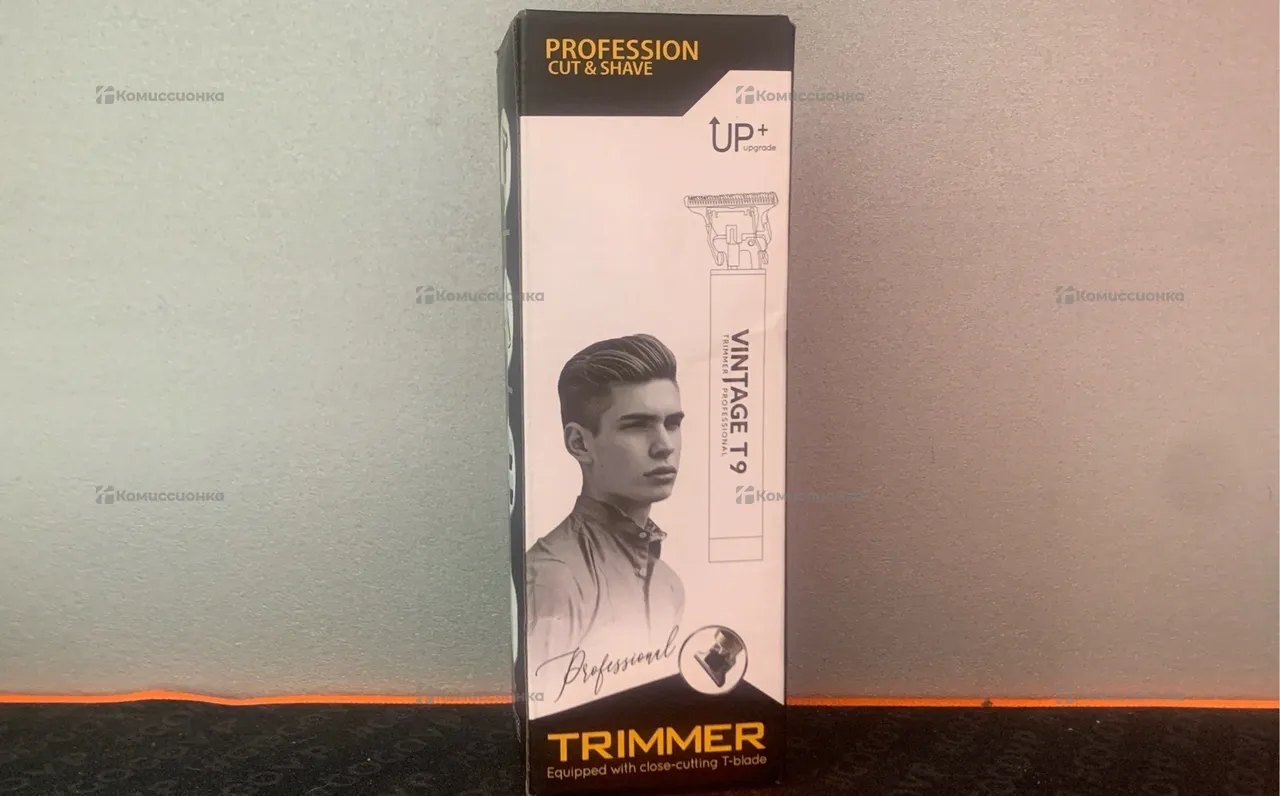 PROFESSION
CUT & SHAVE
Комиссионка
Комиссионка
UP+
upgrade
Комиссионка
Комиссионка
VINTAGE T9
TRIMMER PROFESSIONAL
Комиссионка
Комиссионка
Professional
TRIMMER
Equipped with close-cutting T-blade